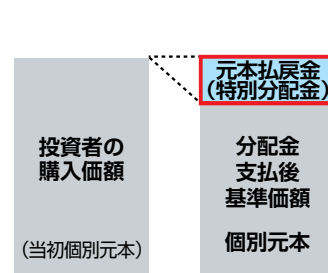 投資者の
購入価額
(当初個別元本)
元本払戻金
(特別分配金)
分配金
支払後
基準価額
個別元本